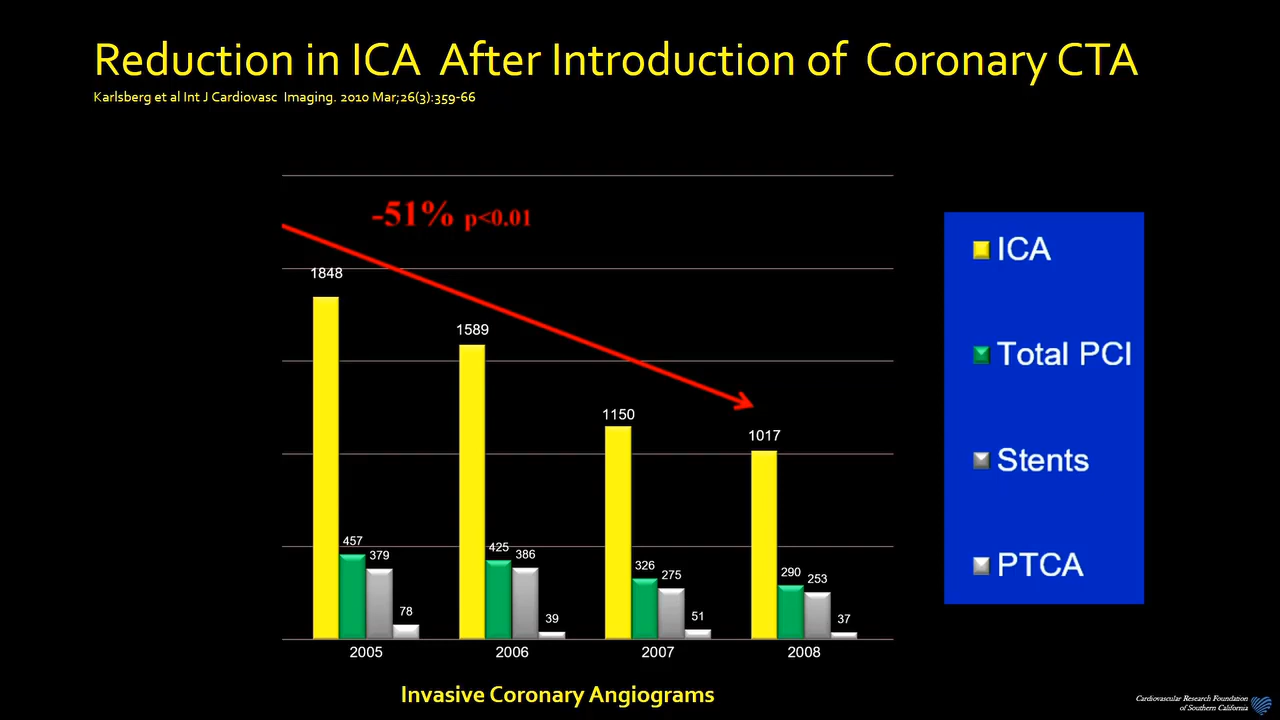 Reduction in ICA After Introduction of Coronary CTA
Karlsberg et al Int J Cardiovasc Imaging. 2010 Mar;26(3):359-66
-51% p<0.01
1848
1589
1150
1017
457
379
78
425
386
39
326
275
51
290
253
37
2005
2006
2007
2008
Invasive Coronary Angiograms
ICA
Total PCI
Stents
PTCA
Cardiovascular Research Foundation
of Southern California